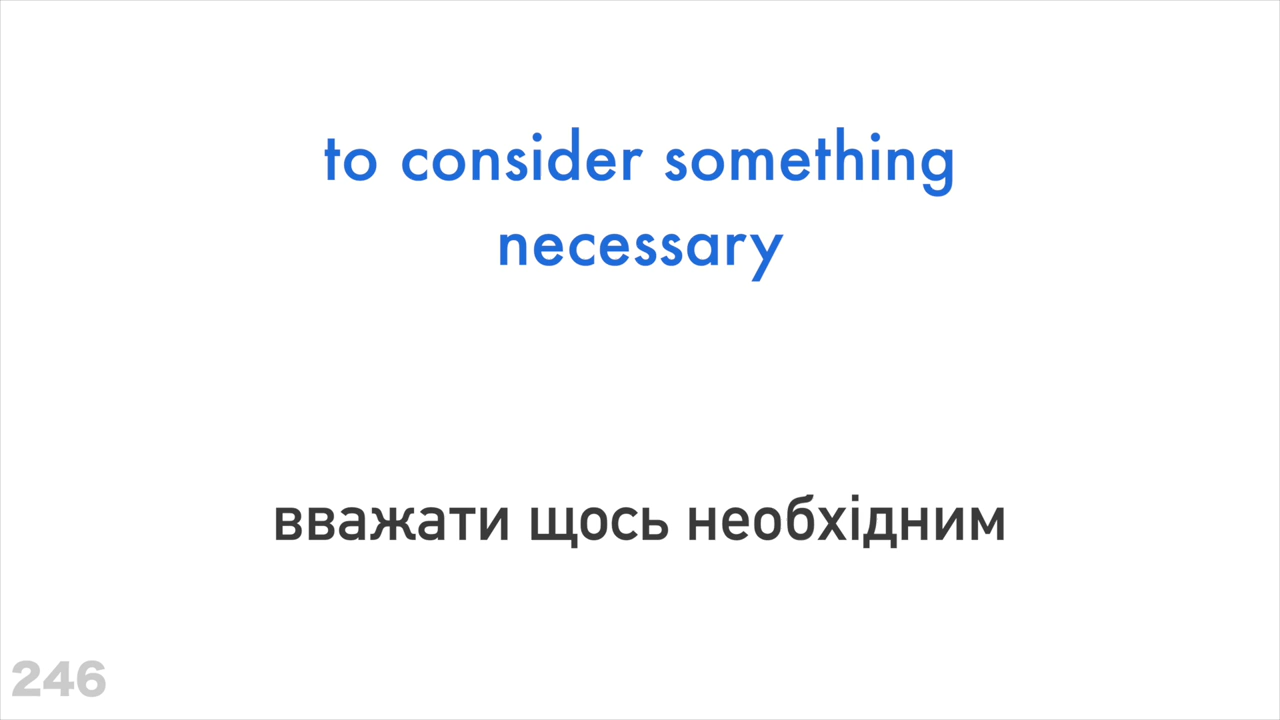 to consider something
necessary
вважати щось необхідним
246